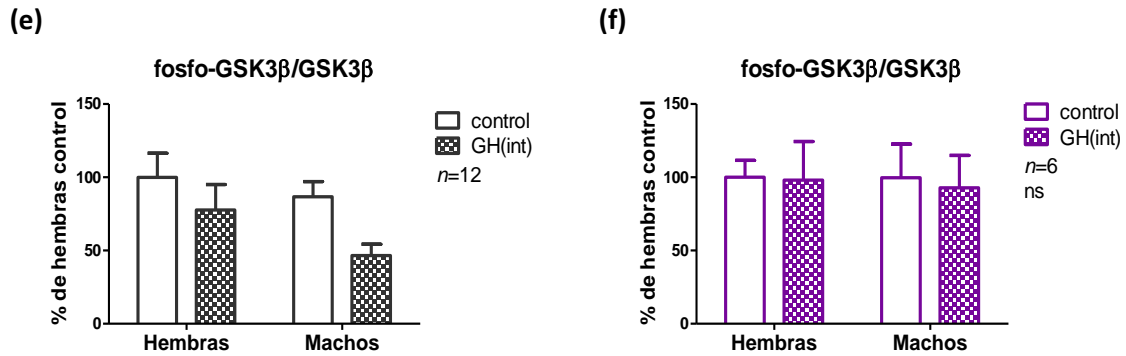 (e)
fosfo-GSK3β/GSK3β
% de hembras control
150
100
50
0
Hembras
Machos
control
GH(int)
n=12
(f)
fosfo-GSK3β/GSK3β
% de hembras control
150
100
50
0
Hembras
Machos
control
GH(int)
n=6
ns